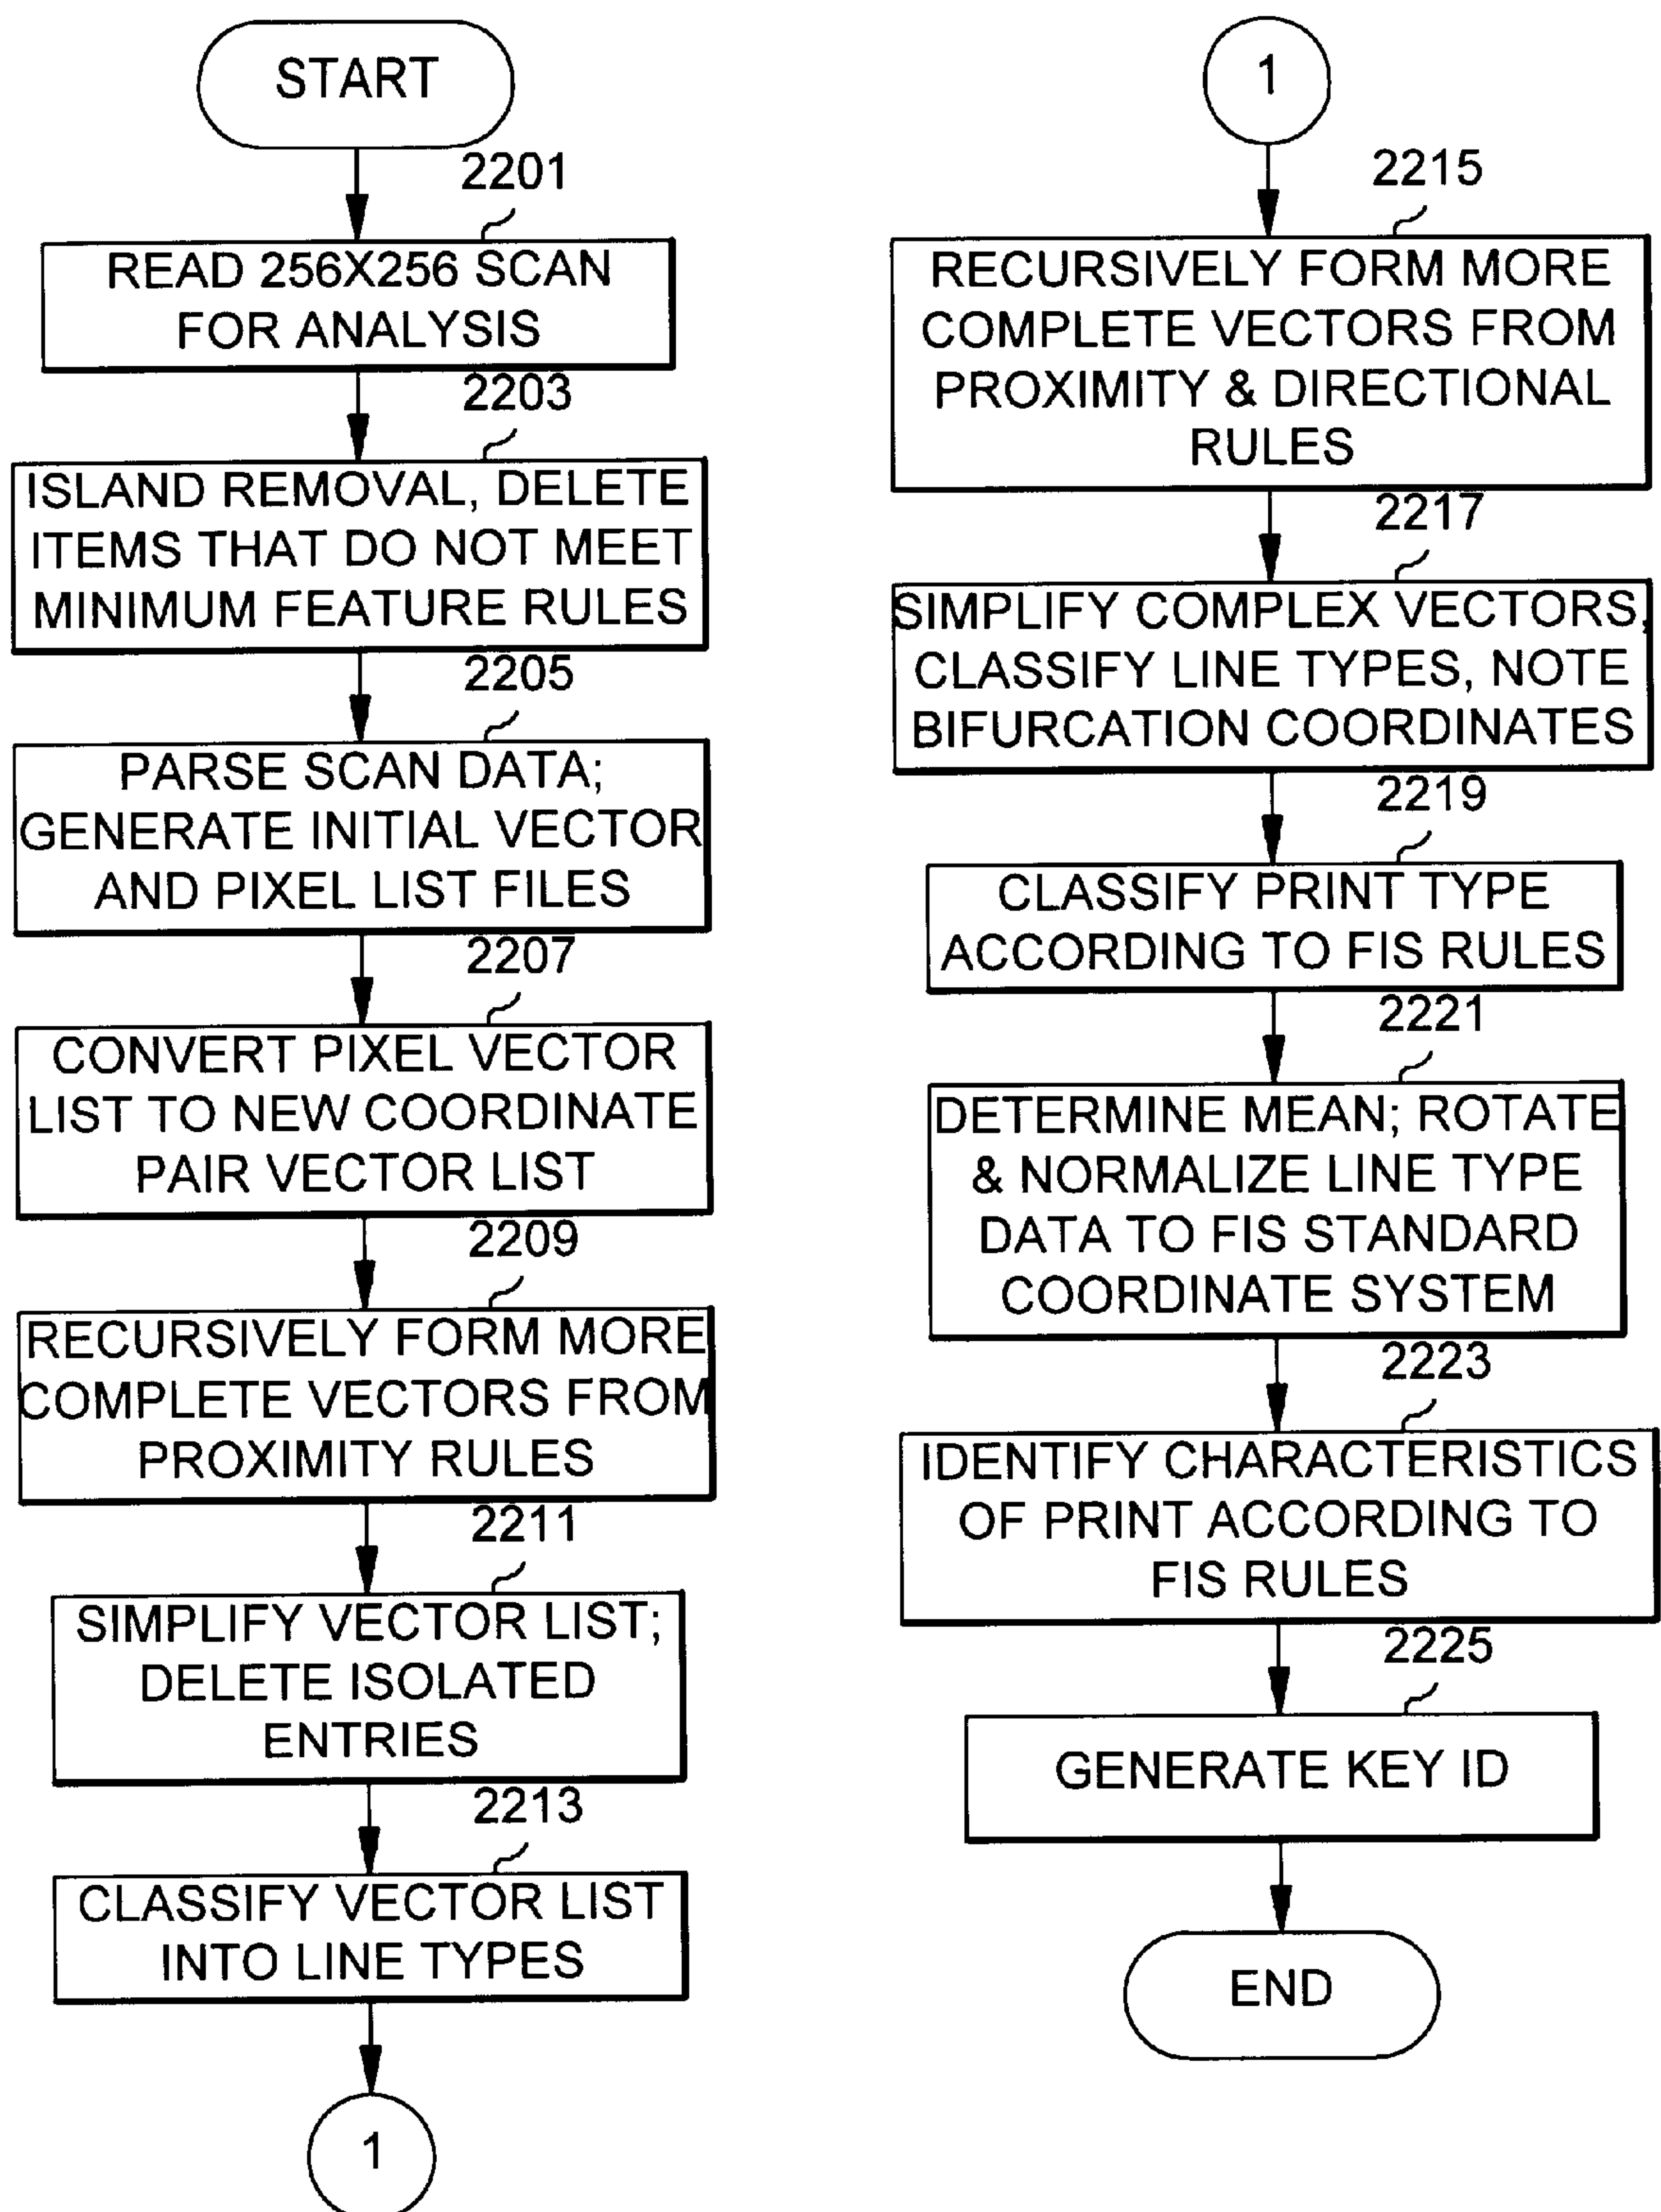 START
2201
READ 256X256 SCAN
FOR ANALYSIS
2203
ISLAND REMOVAL, DELETE
ITEMS THAT DO NOT MEET
MINIMUM FEATURE RULES
2205
PARSE SCAN DATA;
GENERATE INITIAL VECTOR
AND PIXEL LIST FILES
2207
CONVERT PIXEL VECTOR
LIST TO NEW COORDINATE
PAIR VECTOR LIST
2209
RECURSIVELY FORM MORE
COMPLETE VECTORS FROM
PROXIMITY RULES
2211
SIMPLIFY VECTOR LIST;
DELETE ISOLATED
ENTRIES
2213
CLASSIFY VECTOR LIST
INTO LINE TYPES
1
1
2215
RECURSIVELY FORM MORE
COMPLETE VECTORS FROM
PROXIMITY & DIRECTIONAL
RULES
2217
SIMPLIFY COMPLEX VECTORS,
CLASSIFY LINE TYPES, NOTE
BIFURCATION COORDINATES
2219
CLASSIFY PRINT TYPE
ACCORDING TO FIS RULES
2221
DETERMINE MEAN; ROTATE
& NORMALIZE LINE TYPE
DATA TO FIS STANDARD
COORDINATE SYSTEM
2223
IDENTIFY CHARACTERISTICS
OF PRINT ACCORDING TO
FIS RULES
2225
GENERATE KEY ID
END